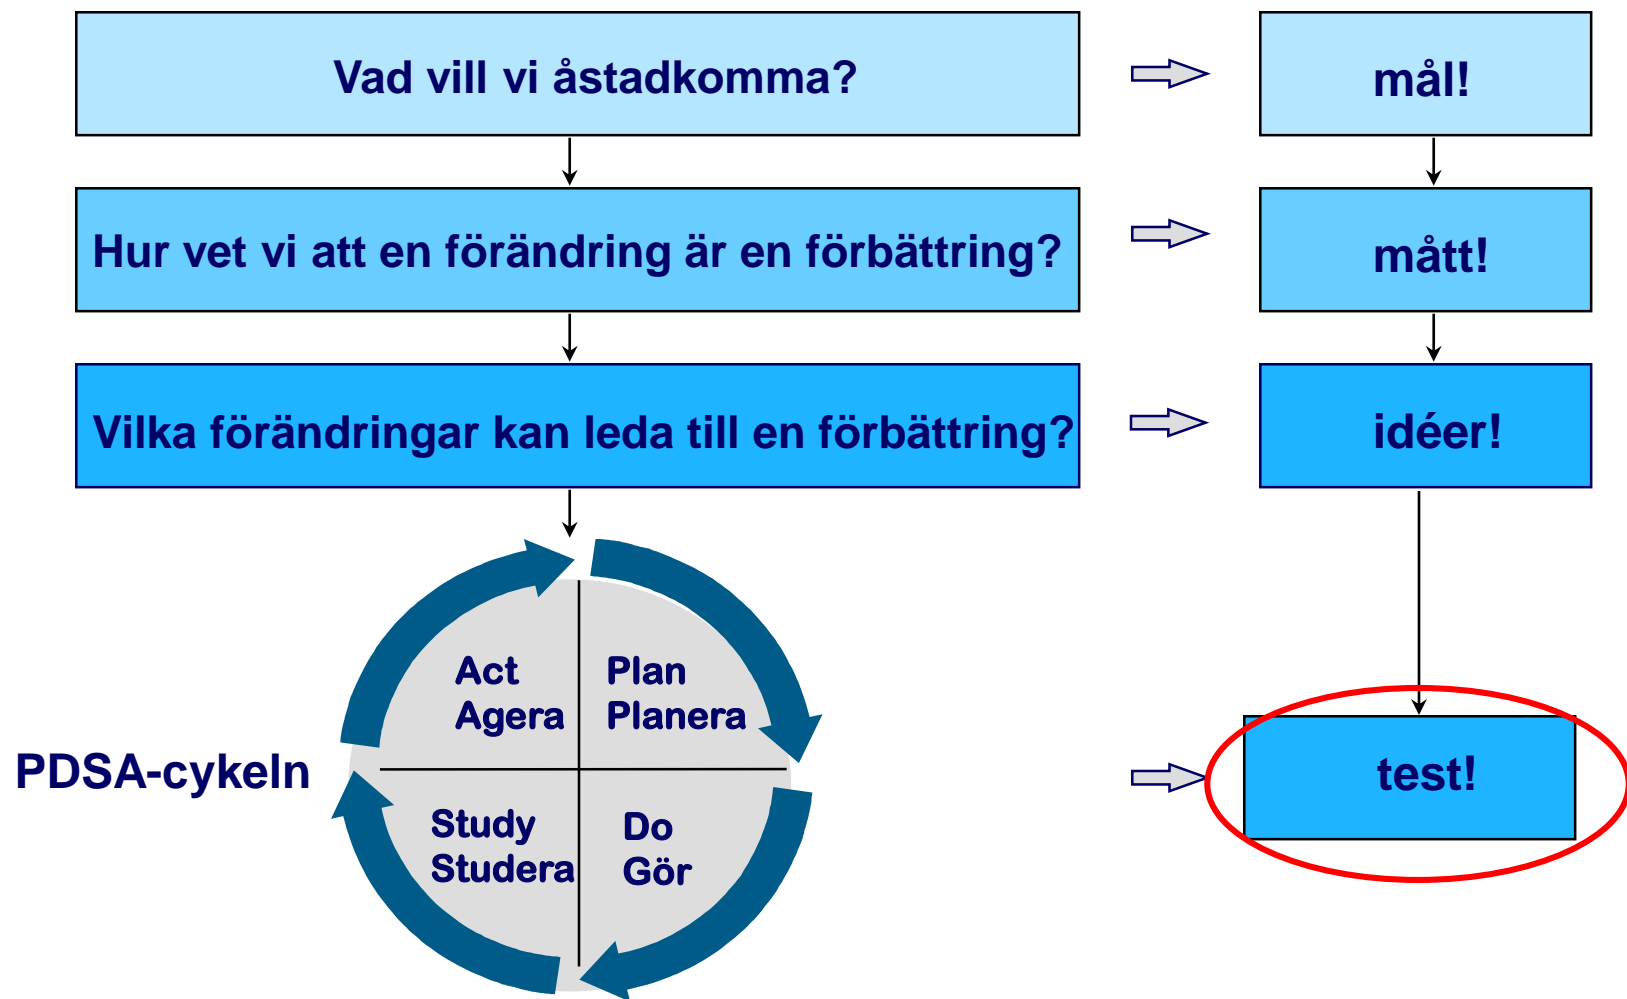 Vad vill vi åstadkomma?
mål!
Hur vet vi att en förändring är en förbättring?
mått!
Vilka förändringar kan leda till en förbättring?
idéer!
Act
Agera
Plan
Planera
PDSA-cykeln
test!
Study
Studera
Do
Gör